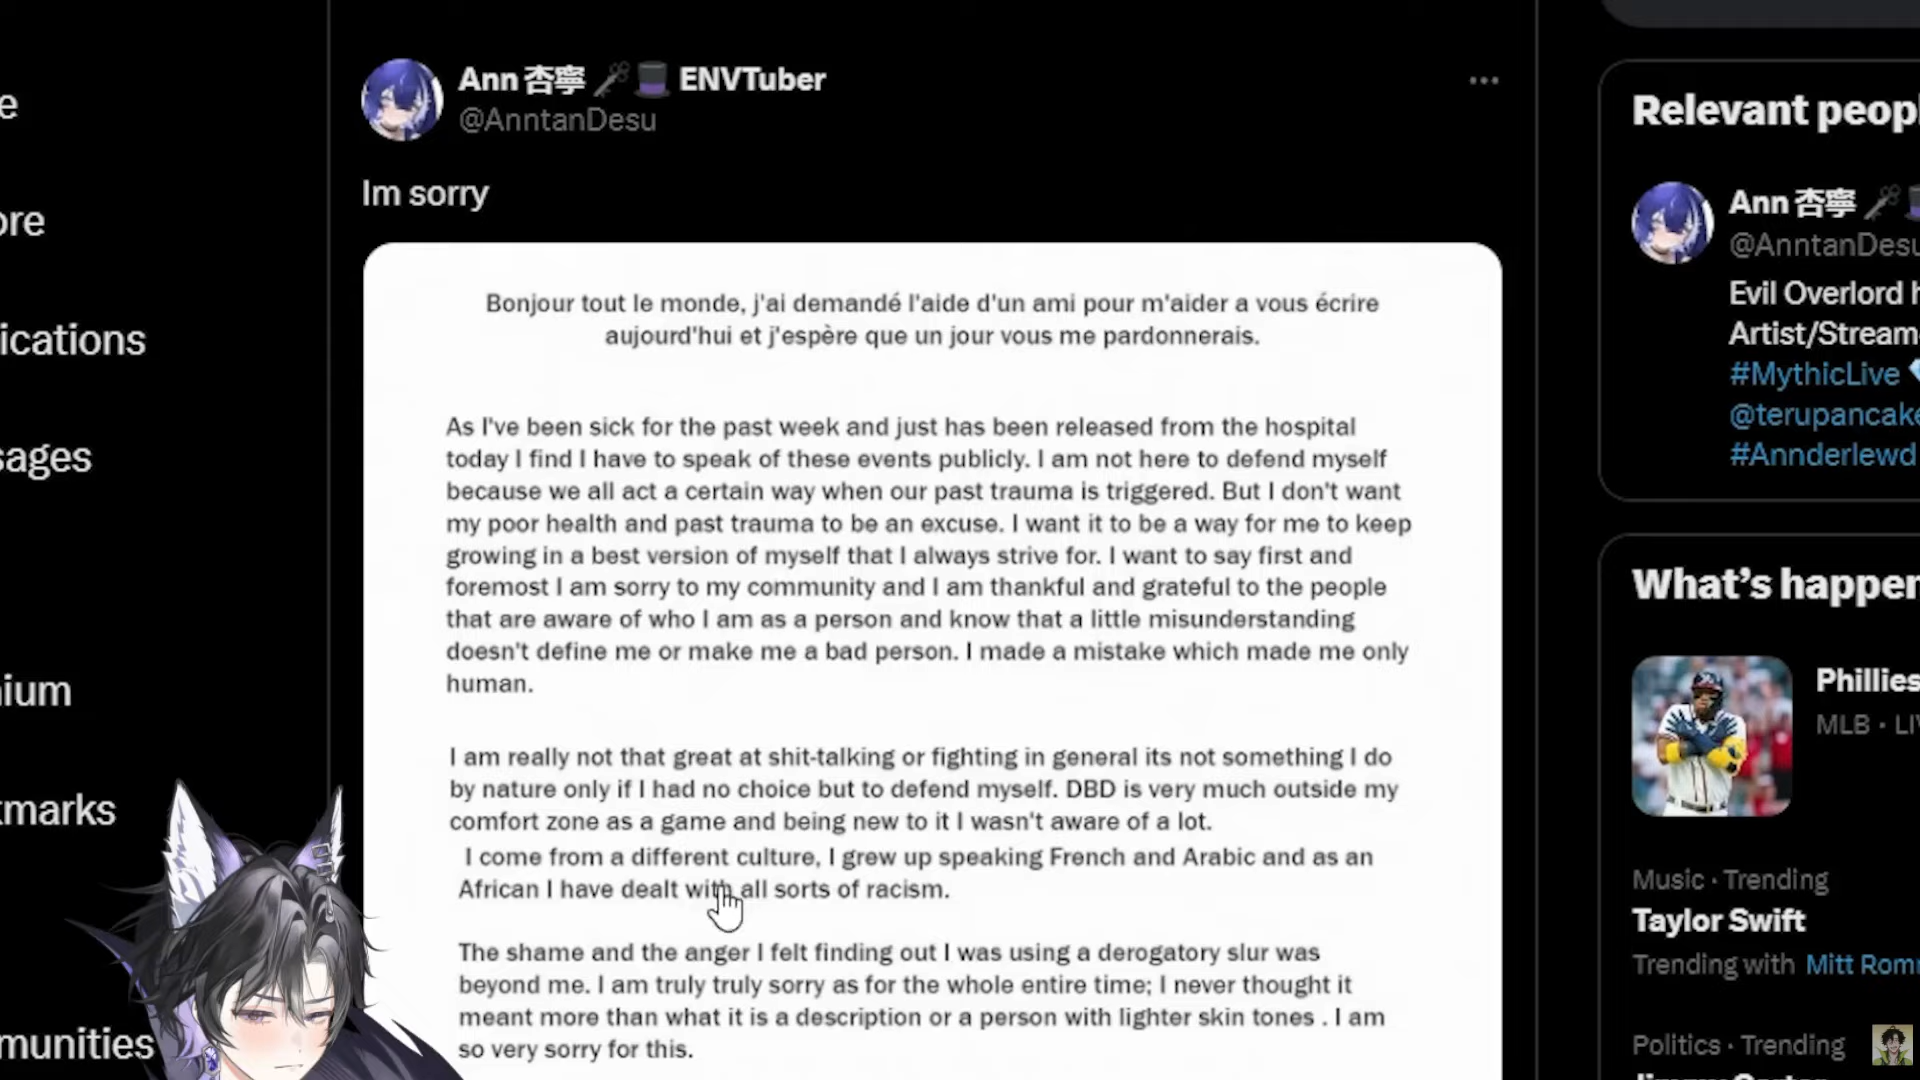 Ann 杏寧 ENVTuber
@AnntanDesu
Im sorry
Bonjour tout le monde, j'ai demandé l'aide d'un ami pour m'aider a vous écrire
aujourd'hui et j'espère que un jour vous me pardonnerais.
As I've been sick for the past week and just has been released from the hospital
today I find I have to speak of these events publicly. I am not here to defend myself
because we all act a certain way when our past trauma is triggered. But I don't want
my poor health and past trauma to be an excuse. I want it to be a way for me to keep
growing in a best version of myself that I always strive for. I want to say first and
foremost I am sorry to my community and I am thankful and grateful to the people
that are aware of who I am as a person and know that a little misunderstanding
doesn't define me or make me a bad person. I made a mistake which made me only
human.
I am really not that great at shit-talking or fighting in general its not something I do
by nature only if I had no choice but to defend myself. DBD is very much outside my
comfort zone as a game and being new to it I wasn't aware of a lot.
I come from a different culture, I grew up speaking French and Arabic and as an
African I have dealt with all sorts of racism.
The shame and the anger I felt finding out I was using a derogatory slur was
beyond me. I am truly truly sorry as for the whole entire time; I never thought it
meant more than what it is a description or a person with lighter skin tones . I am
so very sorry for this.
e
ore
ications
sages
nium
kmarks
munities
Relevant peop
Ann 杏寧
@AnntanDesu
Evil Overlord h
Artist/Stream
#MythicLive
@terupancake
#Annderlewd
What's happen
Phillies
MLB · LI
Music · Trending
Taylor Swift
Trending with Mitt Rom
Politics · Trending